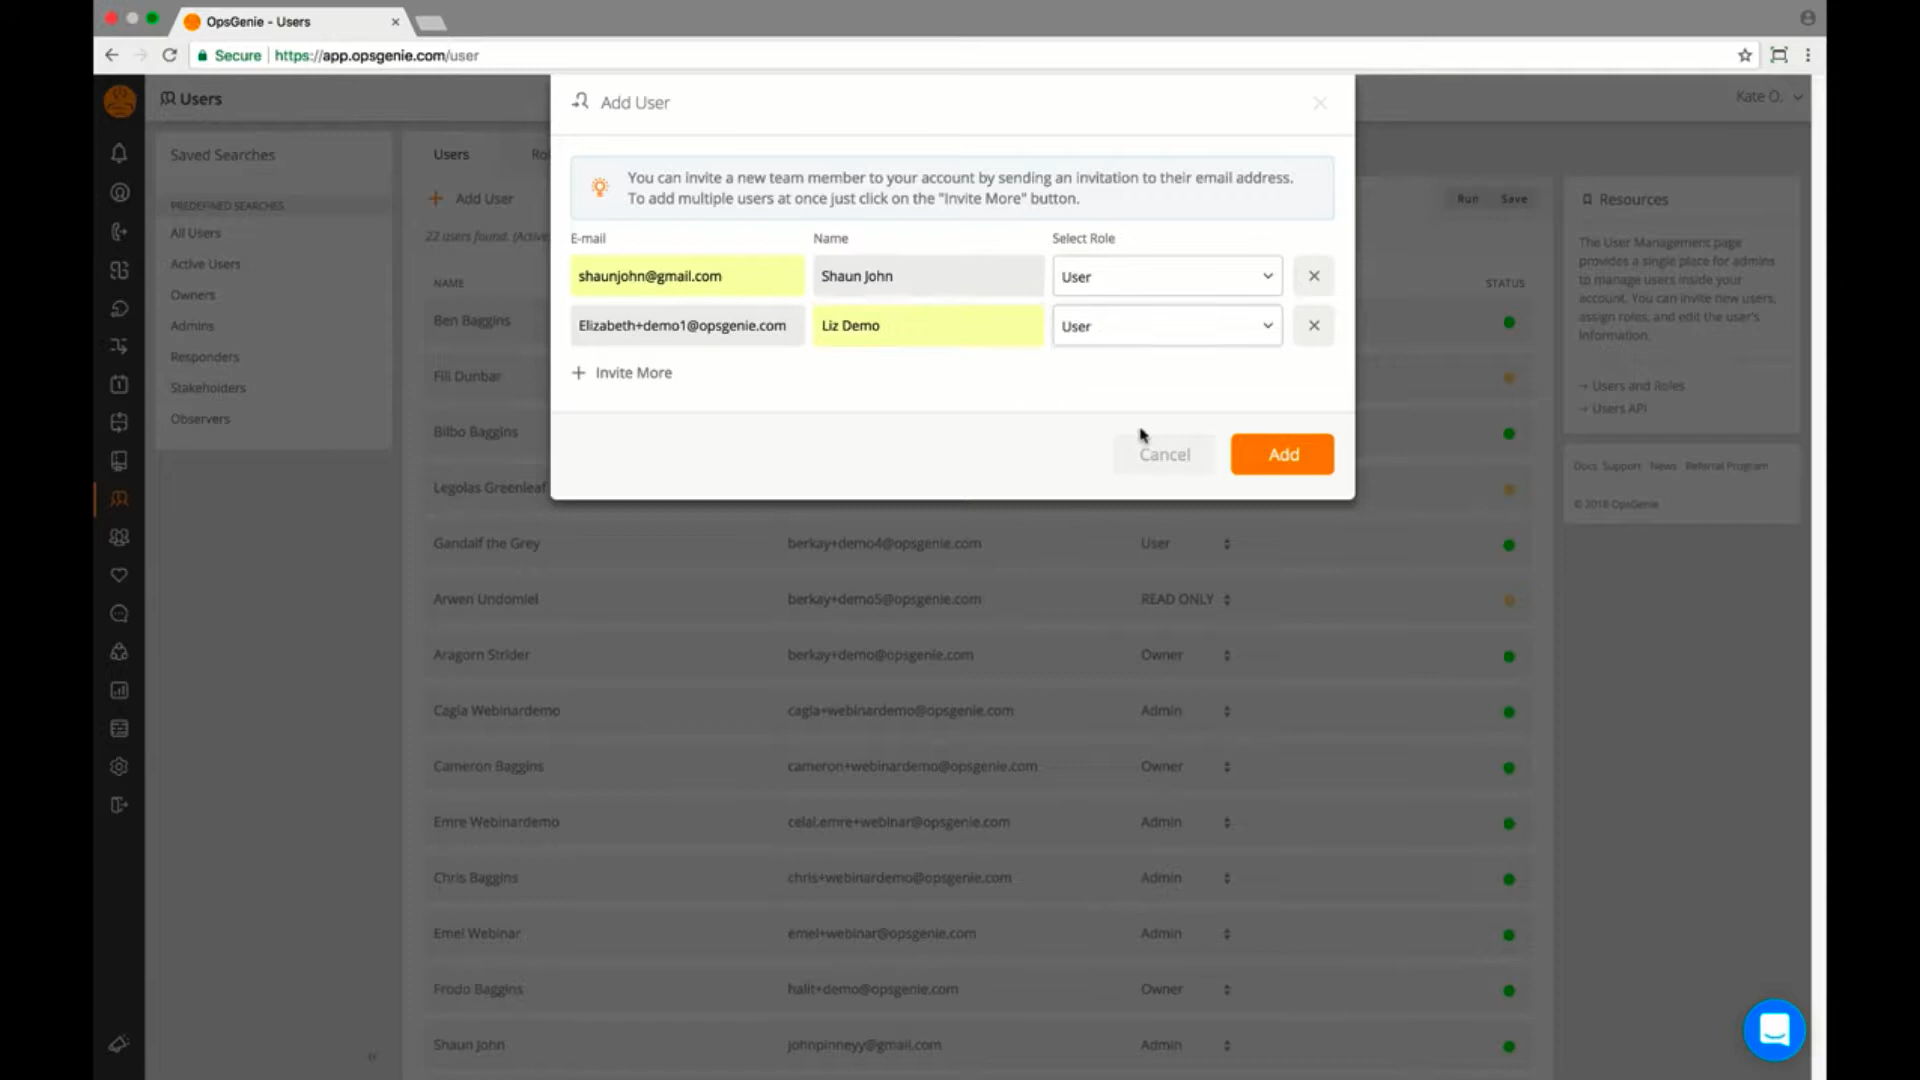 OpsGenie - Users
Secure https://app.opsgenie.com/user
Users
Kate O.
Add User
You can invite a new team member to your account by sending an invitation to their email address.
To add multiple users at once just click on the "Invite More" button.
E-mail Name Select Role
shaunjohn@gmail.com Shaun John User
Elizabeth+demo1@opsgenie.com Liz Demo User
Invite More
Cancel Add
Saved Searches
PREDEFINED SEARCHES
All Users
Active Users
Owners
Admins
Responders
Stakeholders
Observers
Users
Add User
Run Save
22 users found. (Active
NAME STATUS
Ben Baggins
Fili Dunbar
Bilbo Baggins
Legolas Greenleaf
Gandalf the Grey berkay+demo4@opsgenie.com User
Arwen Undomiel berkay+demo5@opsgenie.com READ ONLY
Aragorn Strider berkay+demo@opsgenie.com Owner
Cagla Webinardemo cagla+webinardemo@opsgenie.com Admin
Cameron Baggins cameron+webinardemo@opsgenie.com Owner
Emre Webinardemo celal.emre+webinar@opsgenie.com Admin
Chris Baggins chris+webinardemo@opsgenie.com Admin
Emel Webinar emel+webinar@opsgenie.com Admin
Frodo Baggins halit+demo@opsgenie.com Owner
Shaun John johnpinneyy@gmail.com Admin
Resources
The User Management page
provides a single place for admins
to manage users inside your
account. You can invite new users,
assign roles, and edit the user's
information.
→ Users and Roles
→ Users API
Docs Support News Referral Program
© 2018 OpsGenie